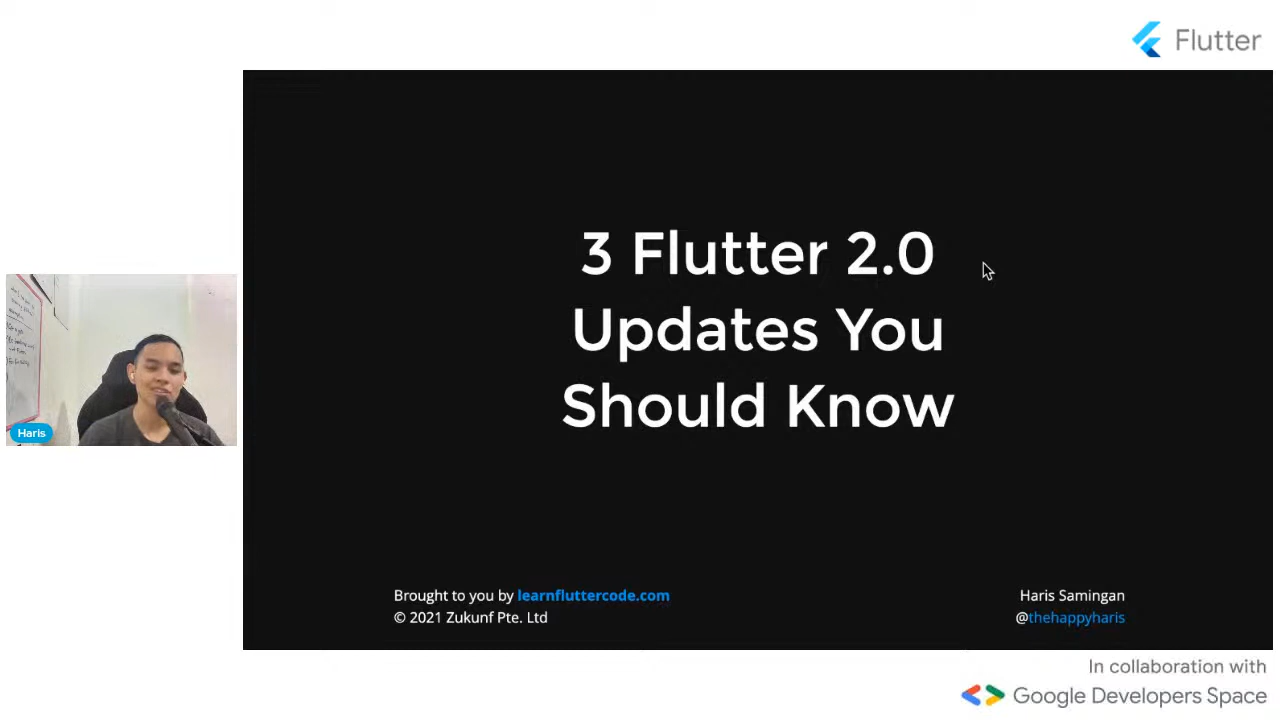 Flutter
3 Flutter 2.0
Updates You
Should Know
Haris
Brought to you by learnfluttercode.com
© 2021 Zukunf Pte. Ltd
Haris Samingan
@thehappyharis
In collaboration with
Google Developers Space